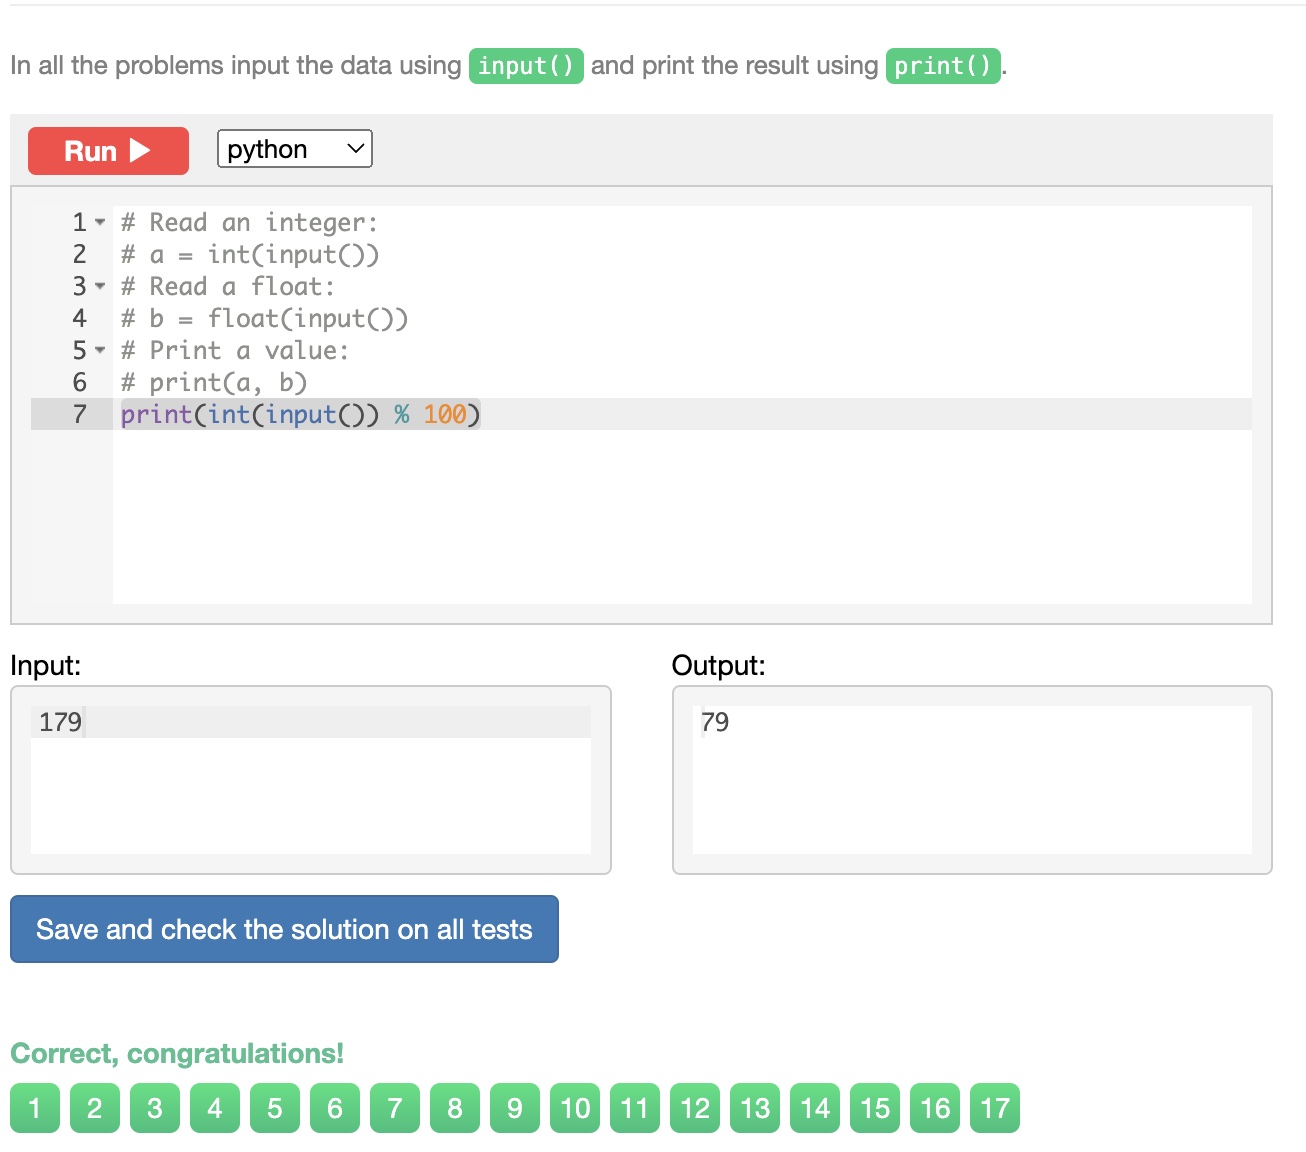 In all the problems input the data using input() and print the result using print().
Run
python
1 # Read an integer:
2 # a = int(input())
3 # Read a float:
4 # b = float(input())
5 # Print a value:
6 # print(a, b)
7 print(int(input()) % 100)
Input:
Output:
179
79
Save and check the solution on all tests
Correct, congratulations!
1 2 3 4 5 6 7 8 9 10 11 12 13 14 15 16 17